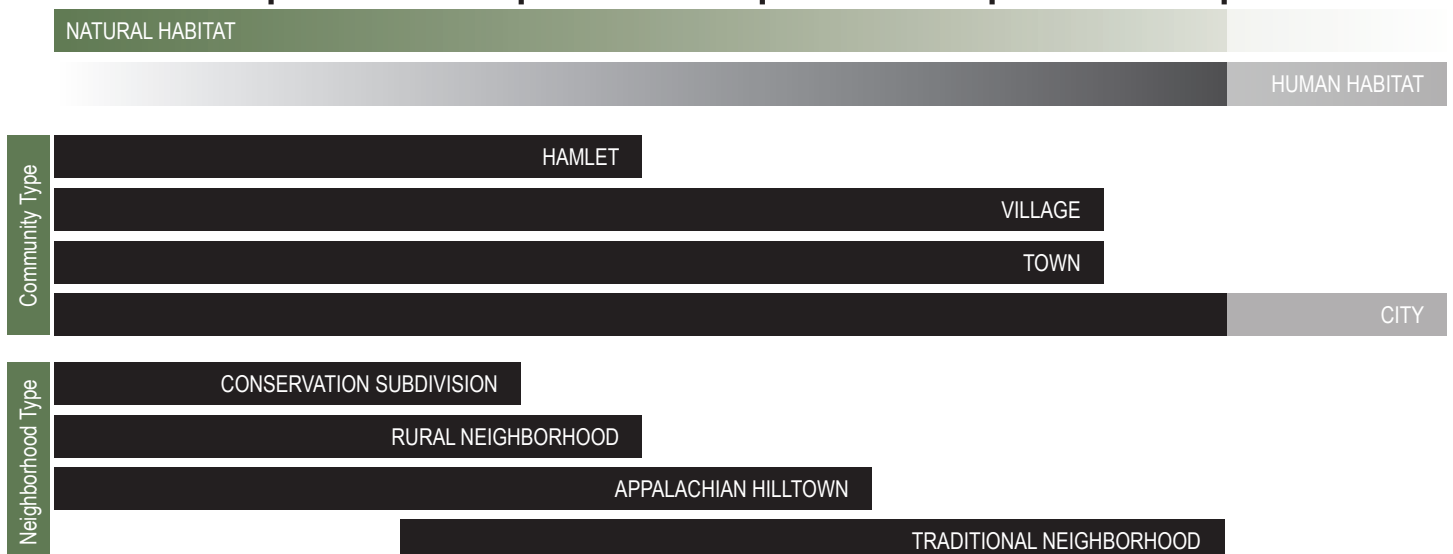 NATURAL HABITAT
HUMAN HABITAT
Community Type
HAMLET
VILLAGE
TOWN
CITY
Neighborhood Type
CONSERVATION SUBDIVISION
RURAL NEIGHBORHOOD
APPALACHIAN HILLTOWN
TRADITIONAL NEIGHBORHOOD